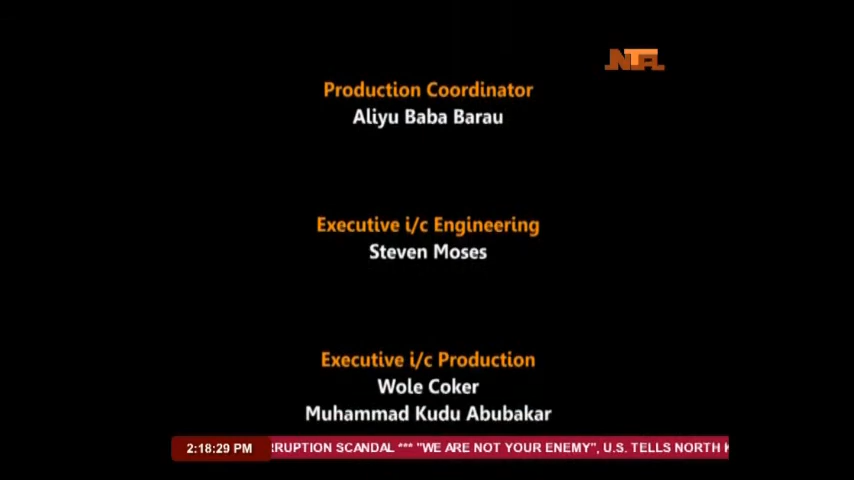 NTA
Production Coordinator
Aliyu Baba Barau
Executive i/c Engineering
Steven Moses
Executive i/c Production
Wole Coker
Muhammad Kudu Abubakar
2:18:29 PM
RRUPTION SCANDAL *** "WE ARE NOT YOUR ENEMY", U.S. TELLS NORTH